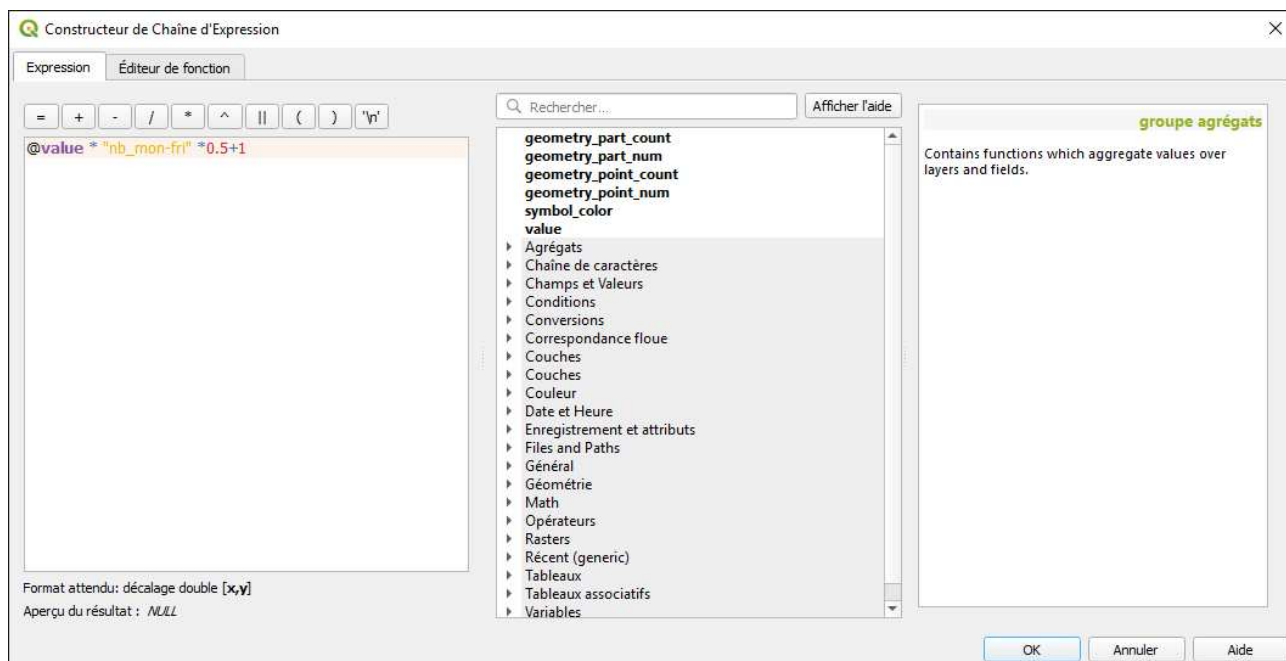 Constructeur de Chaîne d'Expression
Expression Éditeur de fonction
= + - / * ^ || ( ) '\n'
@value * "nb_mon-fri" *0.5+1
Format attendu: décalage double [x,y]
Aperçu du résultat : NULL
Rechercher... Afficher l'aide
geometry_part_count
geometry_part_num
geometry_point_count
geometry_point_num
symbol_color
value
Agrégats
Chaîne de caractères
Champs et Valeurs
Conditions
Conversions
Correspondance floue
Couches
Couches
Couleur
Date et Heure
Enregistrement et attributs
Files and Paths
Général
Géométrie
Math
Opérateurs
Rasters
Récent (generic)
Tableaux
Tableaux associatifs
Variables
groupe agrégats
Contains functions which aggregate values over
layers and fields.
OK Annuler Aide